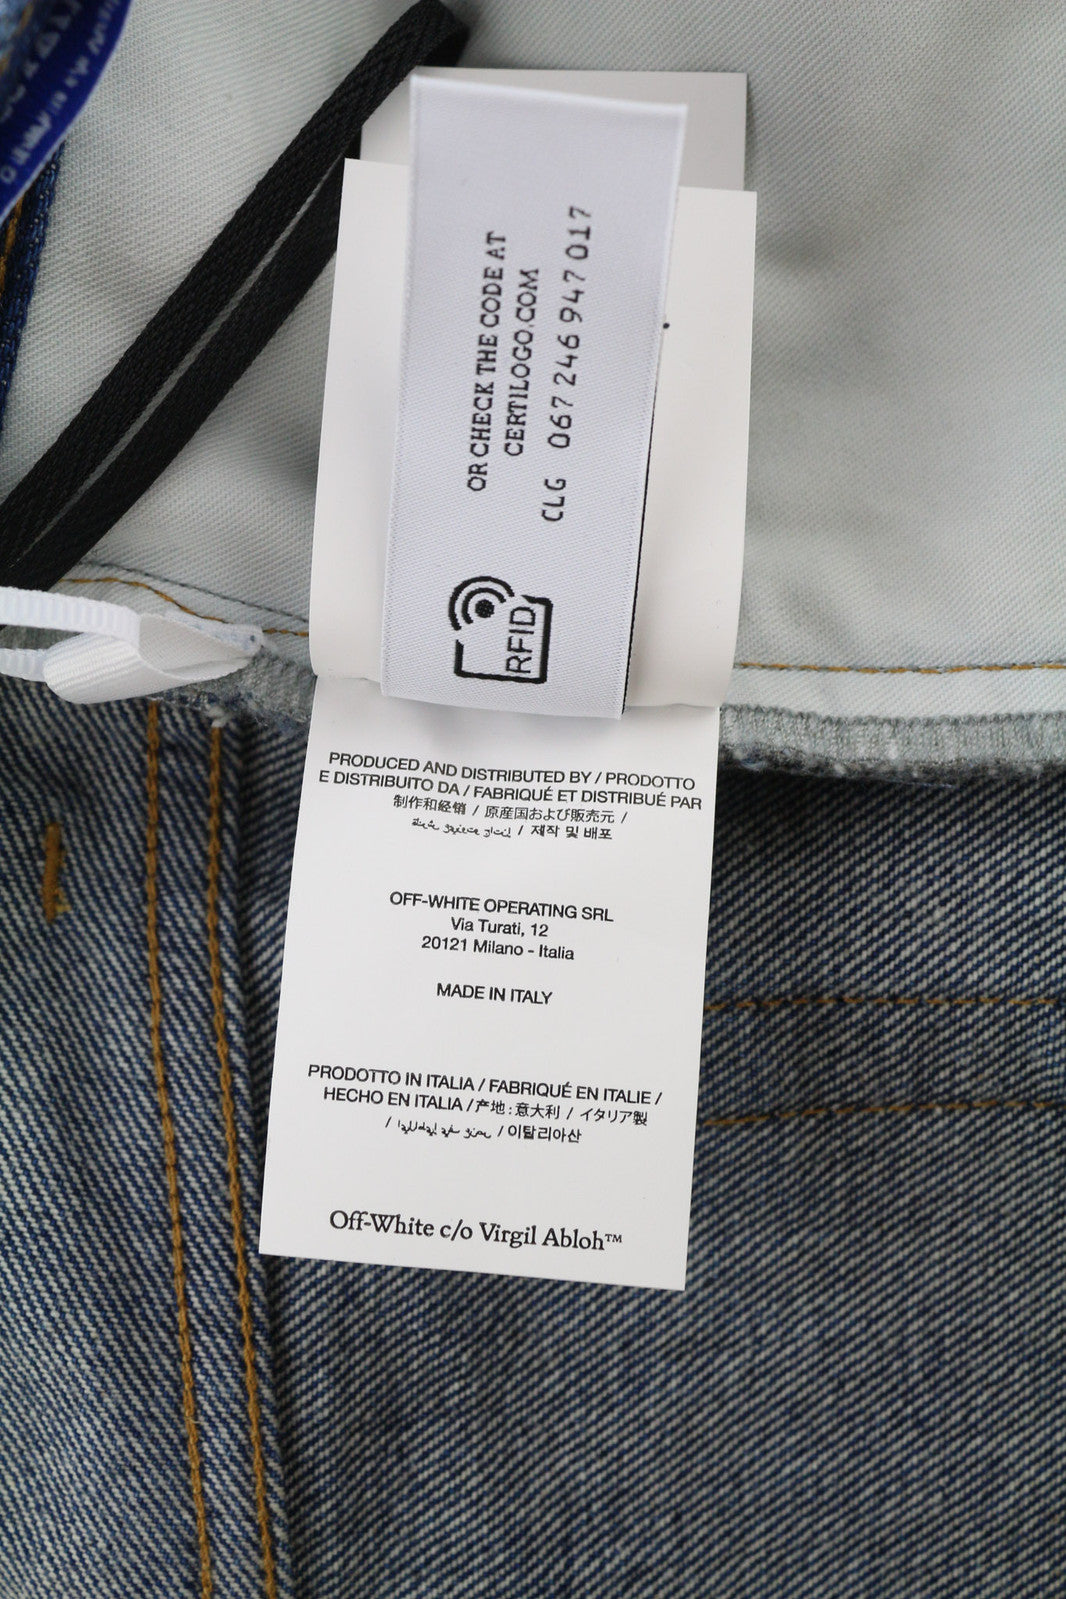 OR CHECK THE CODE AT
CERTILOGO.COM
CLG 067 246 947 017
RFID
PRODUCED AND DISTRIBUTED BY / PRODOTTO
E DISTRIBUITO DA / FABRIQUÉ ET DISTRIBUÉ PAR
制作和经销 / 原産国および販売元 /
/ 제작 및 배포
OFF-WHITE OPERATING SRL
Via Turati, 12
20121 Milano - Italia
MADE IN ITALY
PRODOTTO IN ITALIA / FABRIQUÉ EN ITALIE /
HECHO EN ITALIA / 产地: 意大利 / イタリア製
/ / 이탈리아산
Off-White c/o Virgil Abloh™